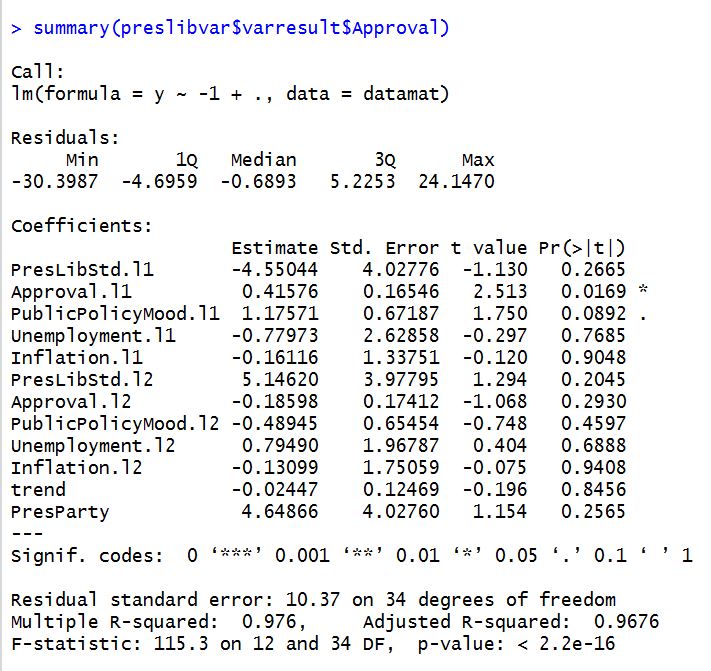 > summary(preslibvar$varresult$Approval)
Call:
lm(formula = y ~ -1 + ., data = datamat)
Residuals:
Min 1Q Median 3Q Max
-30.3987 -4.6959 -0.6893 5.2253 24.1470
Coefficients:
Estimate Std. Error t value Pr(>|t|)
PresLibStd.l1 -4.55044 4.02776 -1.130 0.2665
Approval.l1 0.41576 0.16546 2.513 0.0169 *
PublicPolicyMood.l1 1.17571 0.67187 1.750 0.0892 .
Unemployment.l1 -0.77973 2.62858 -0.297 0.7685
Inflation.l1 -0.16116 1.33751 -0.120 0.9048
PresLibStd.l2 5.14620 3.97795 1.294 0.2045
Approval.l2 -0.18598 0.17412 -1.068 0.2930
PublicPolicyMood.l2 -0.48945 0.65454 -0.748 0.4597
Unemployment.l2 0.79490 1.96787 0.404 0.6888
Inflation.l2 -0.13099 1.75059 -0.075 0.9408
trend -0.02447 0.12469 -0.196 0.8456
PresParty 4.64866 4.02760 1.154 0.2565
---
Signif. codes: 0 ‘***’ 0.001 ‘**’ 0.01 ‘*’ 0.05 ‘.’ 0.1 ‘ ’ 1
Residual standard error: 10.37 on 34 degrees of freedom
Multiple R-squared: 0.976, Adjusted R-squared: 0.9676
F-statistic: 115.3 on 12 and 34 DF, p-value: < 2.2e-16